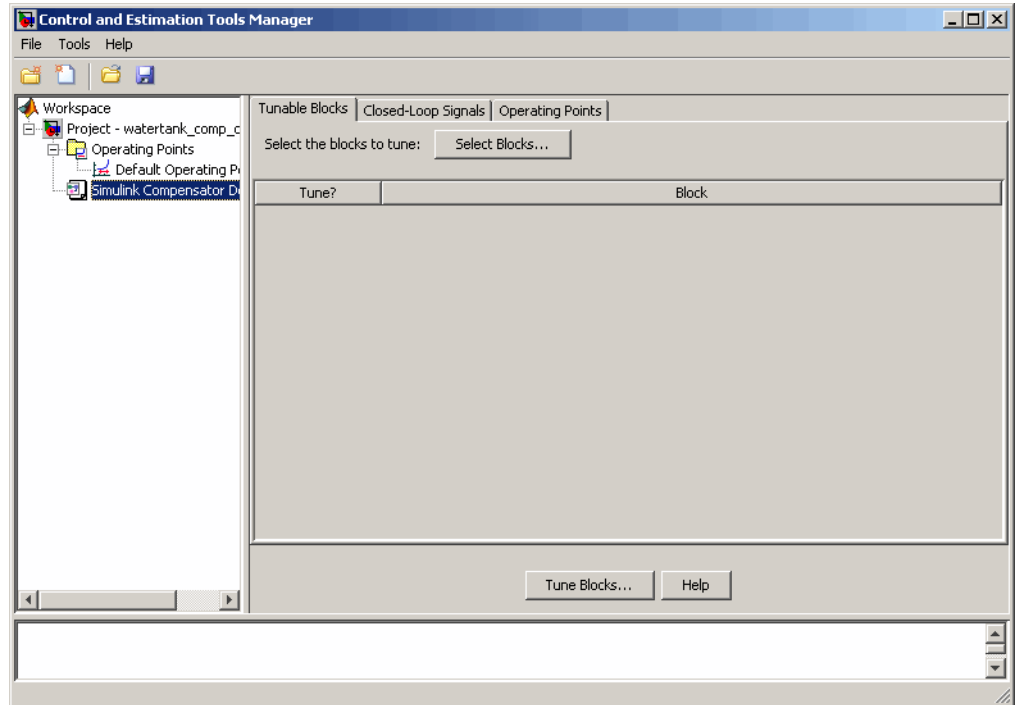 Control and Estimation Tools Manager
File Tools Help
Workspace
Project - watertank_comp_c
Operating Points
Default Operating P
Simulink Compensator D
Tunable Blocks Closed-Loop Signals Operating Points
Select the blocks to tune: Select Blocks...
Tune? Block
Tune Blocks... Help